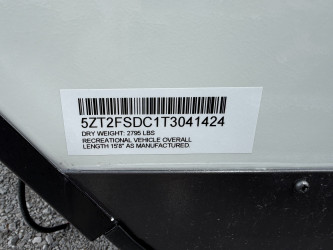 5ZT2FSDC1T3041424
DRY WEIGHT: 2795 LBS
RECREATIONAL VEHICLE OVERALL
LENGTH 15'8" AS MANUFACTURED.